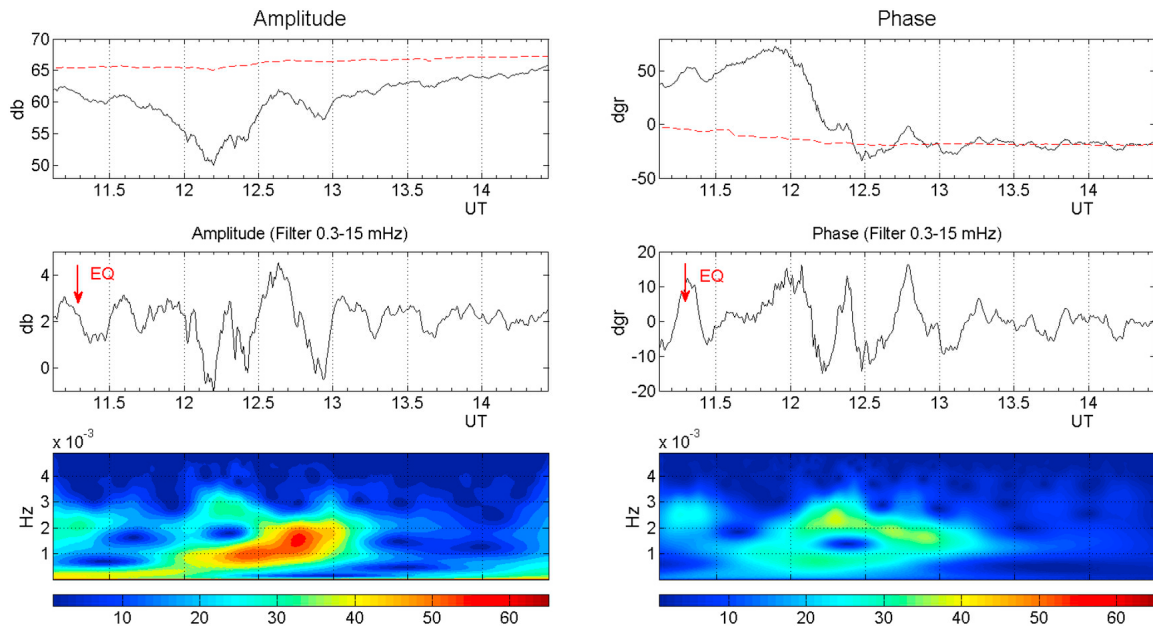 Amplitude
Phase
70
65
60
55
50
db
11.5 12 12.5 13 13.5 14
UT
50
0
-50
dgr
11.5 12 12.5 13 13.5 14
UT
Amplitude (Filter 0.3-15 mHz)
Phase (Filter 0.3-15 mHz)
4
2
0
db
EQ
11.5 12 12.5 13 13.5 14
UT
20
10
0
-10
-20
dgr
EQ
11.5 12 12.5 13 13.5 14
UT
x 10-3
4
3
2
1
Hz
10 20 30 40 50 60
x 10-3
4
3
2
1
Hz
10 20 30 40 50 60